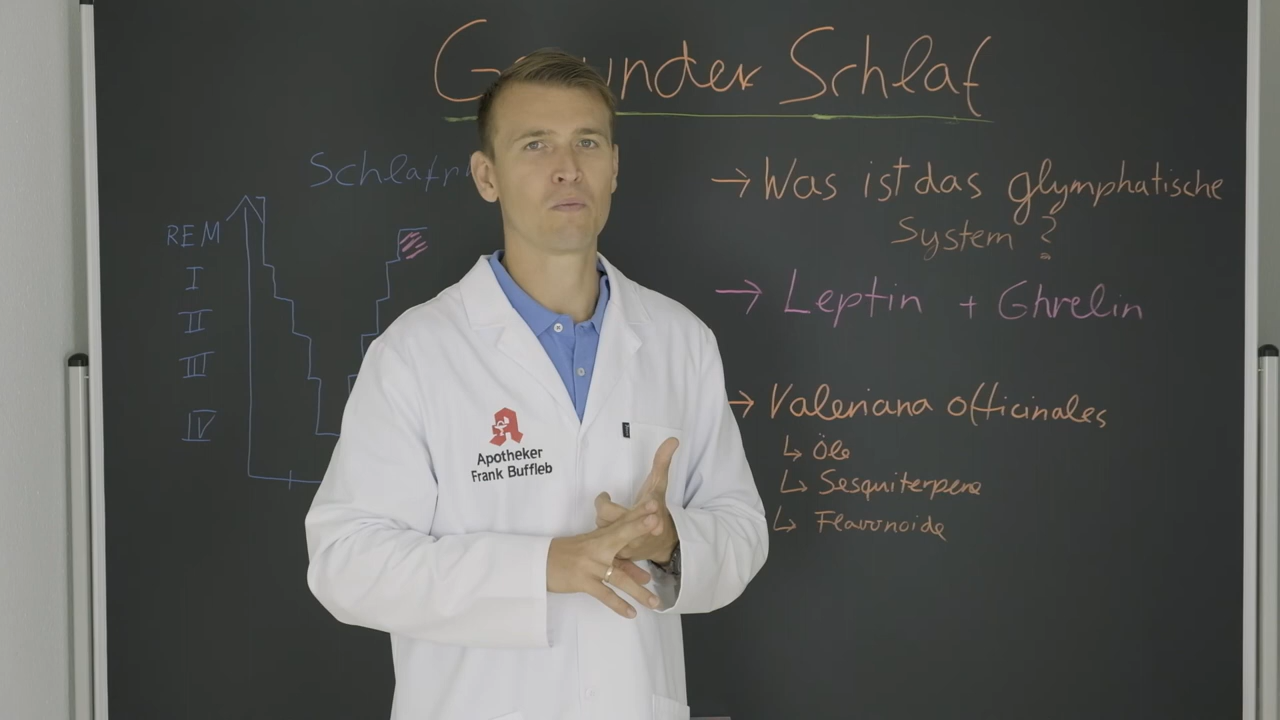 Gesunder Schlaf
REM
I
II
III
IV
→ Was ist das glymphatische
System ?
→ Leptin + Ghrelin
→ Valeriana officinales
↳ Öle
↳ Sesquiterpene
↳ Flavonoide
Apotheker
Frank Buffleb